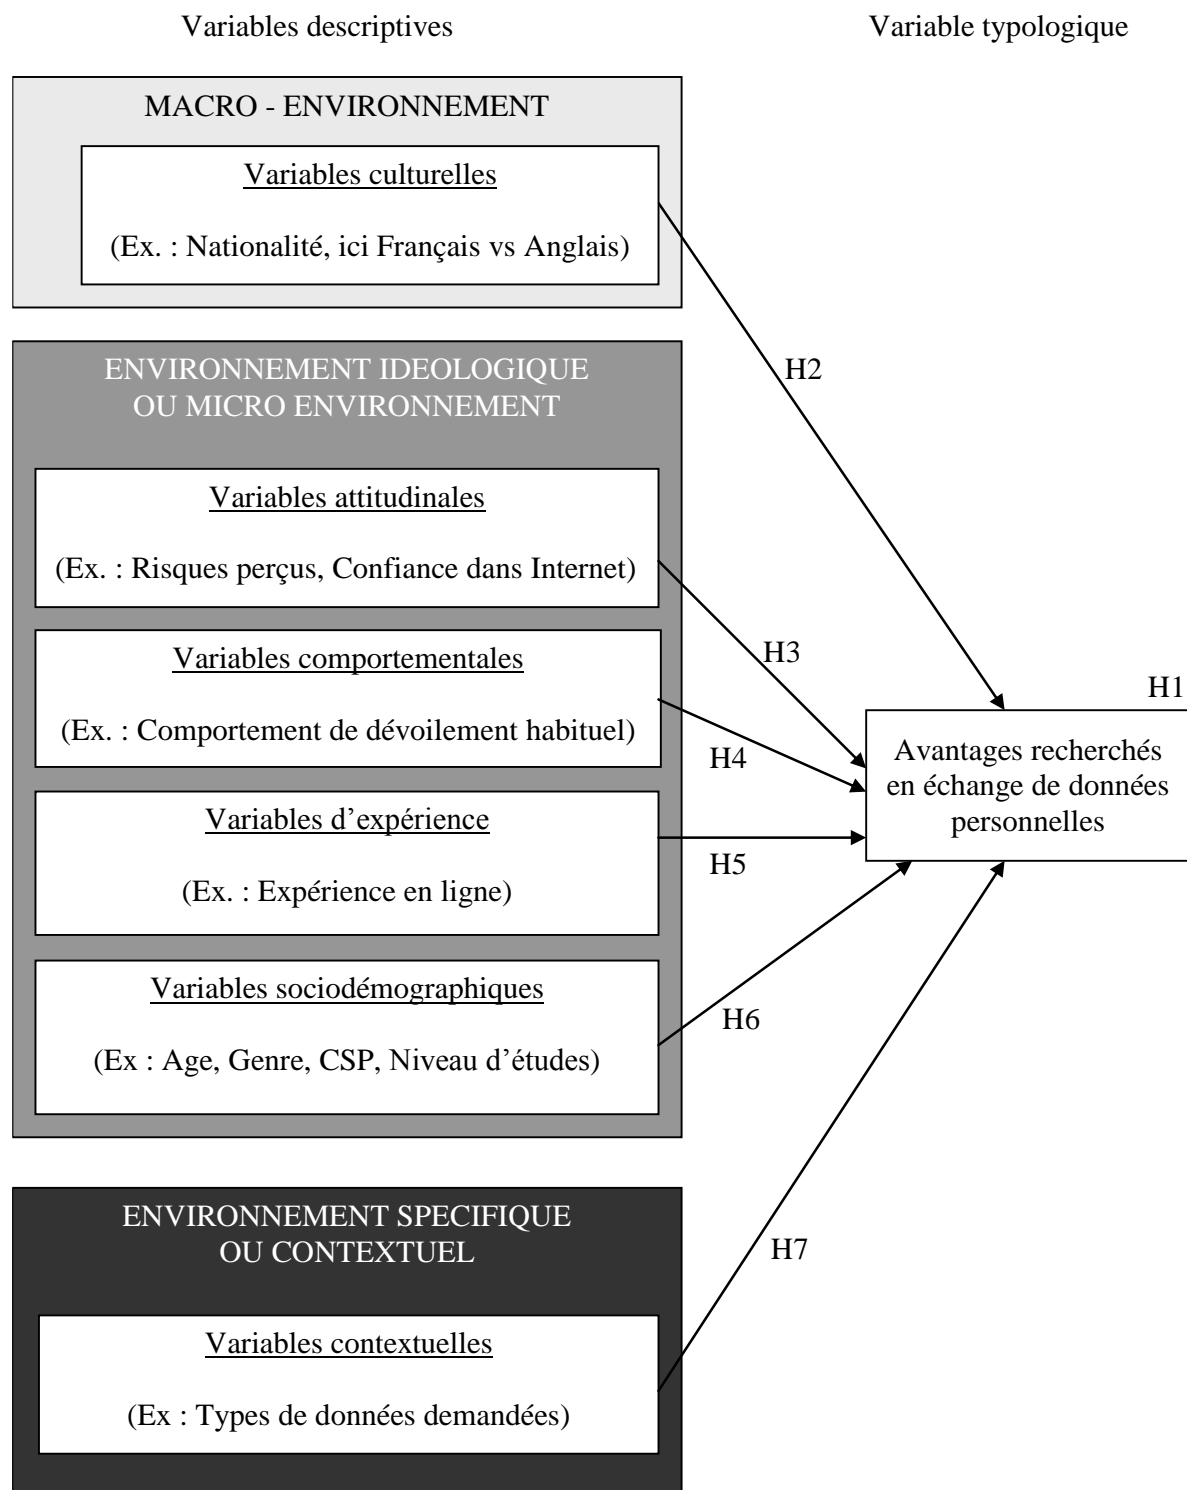 Variables descriptives
Variable typologique
MACRO - ENVIRONNEMENT
Variables culturelles
(Ex. : Nationalité, ici Français vs Anglais)
ENVIRONNEMENT IDEOLOGIQUE
OU MICRO ENVIRONNEMENT
Variables attitudinales
(Ex. : Risques perçus, Confiance dans Internet)
Variables comportementales
(Ex. : Comportement de dévoilement habituel)
Variables d’expérience
(Ex. : Expérience en ligne)
Variables sociodémographiques
(Ex : Age, Genre, CSP, Niveau d’études)
ENVIRONNEMENT SPECIFIQUE
OU CONTEXTUEL
Variables contextuelles
(Ex : Types de données demandées)
H2
H3
H4
H5
H6
H7
H1
Avantages recherchés
en échange de données
personnelles